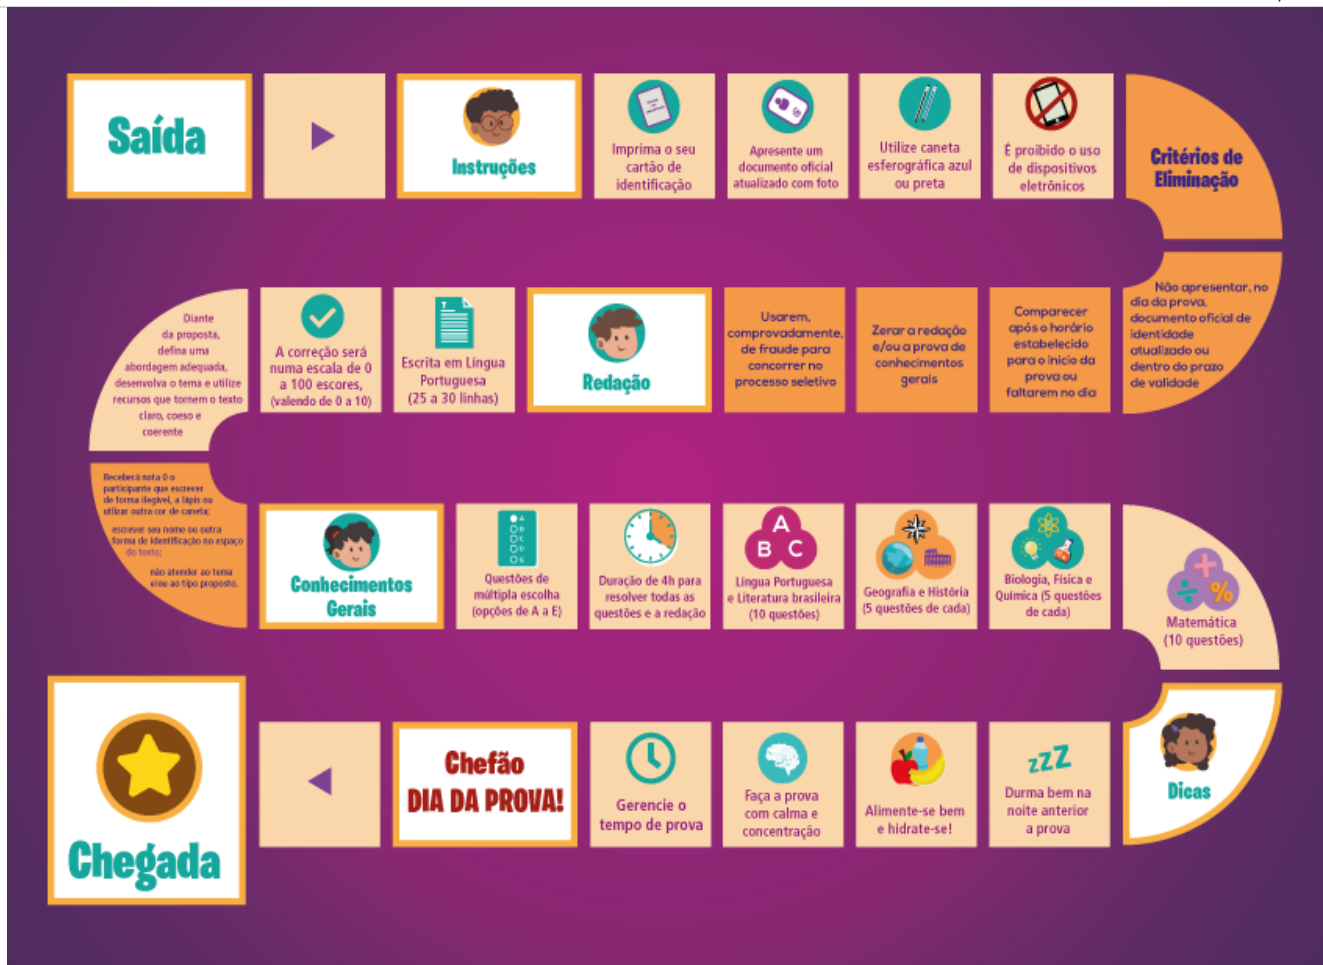 Saída
Instruções
Imprima o seu
cartão de
identificação
Apresente um
documento oficial
atualizado com foto
Utilize caneta
esferográfica azul
ou preta
É proibido o uso
de dispositivos
eletrônicos
Critérios de
Eliminação
Não apresentar, no
dia da prova,
documento oficial de
identidade
atualizado ou
dentro do prazo
de validade
Comparecer
após o horário
estabelecido
para o inicio da
prova ou
faltarem no dia
Zerar a redação
e/ou a prova de
conhecimentos
gerais
Usarem,
comprovadamente,
de fraude para
concorrer no
processo seletivo
Redação
Escrita em Língua
Portuguesa
(25 a 30 linhas)
A correção será
numa escala de 0
a 100 escores,
(valendo de 0 a 10)
Diante
da proposta,
defina uma
abordagem adequada,
desenvolva o tema e utilize
recursos que tornem o texto
claro, coeso e
coerente
Receberá nota 0 o
participante que escrever
de forma ilegível, a lápis ou
utilizar outra cor de caneta;
escrever seu nome ou outra
forma de identificação no espaço
do texto;
não atender ao tema
e/ou ao tipo proposto.
Conhecimentos
Gerais
A
B
C
D
E
Questões de
múltipla escolha
(opções de A a E)
Duração de 4h para
resolver todas as
questões e a redação
A
B C
Língua Portuguesa
e Literatura brasileira
(10 questões)
Geografia e História
(5 questões de cada)
Biologia, Física e
Química (5 questões
de cada)
Matemática
(10 questões)
Dicas
zZZ
Durma bem na
noite anterior
a prova
Alimente-se bem
e hidrate-se!
Faça a prova
com calma e
concentração
Gerencie o
tempo de prova
Chefão
DIA DA PROVA!
Chegada